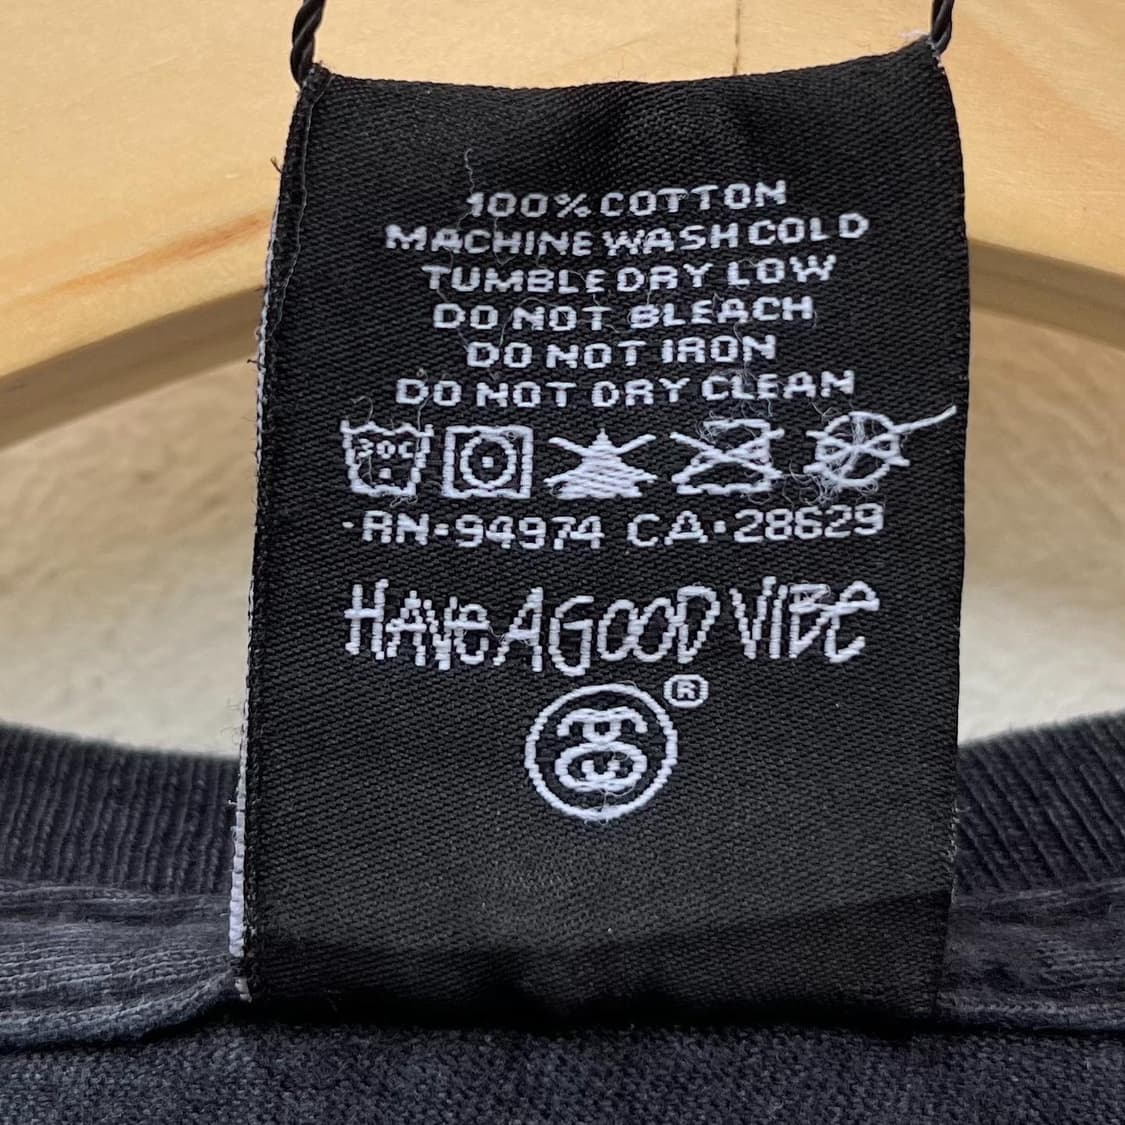 100% COTTON
MACHINE WASH COLD
TUMBLE DRY LOW
DO NOT BLEACH
DO NOT IRON
DO NOT DRY CLEAN
30C
·RN·94974 CA·28629
HAVE A GOOD VIBE
®